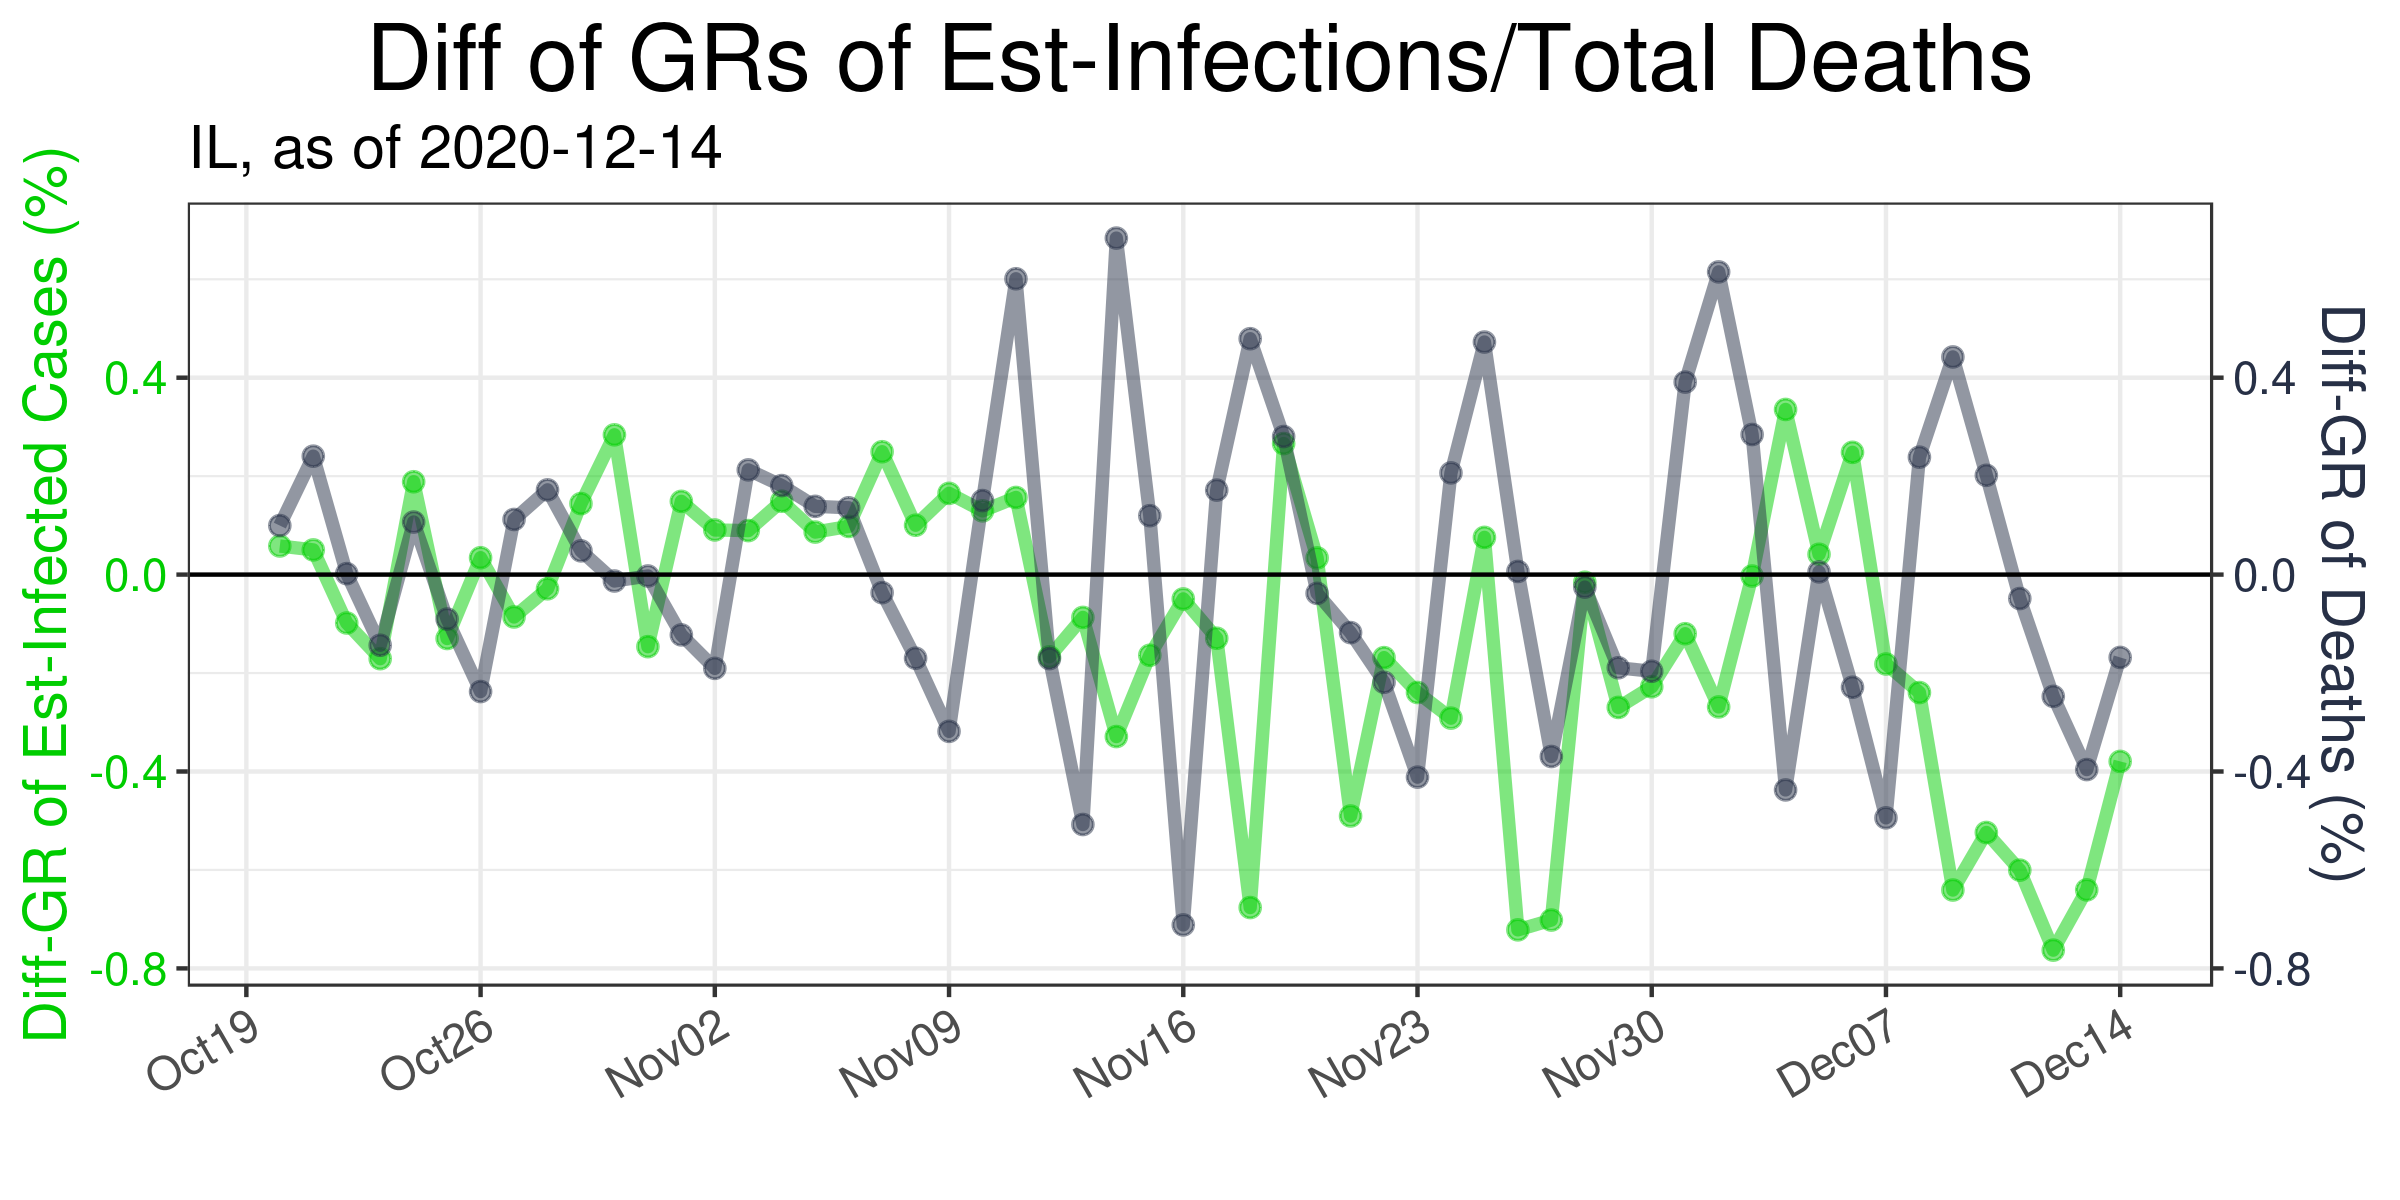 Diff of GRs of Est-Infections/Total Deaths
IL, as of 2020-12-14
Diff-GR of Est-Infected Cases (%)
0.4
0.0
-0.4
-0.8
0.4
0.0
-0.4
-0.8
Diff-GR of Deaths (%)
Oct19
Oct26
Nov02
Nov09
Nov16
Nov23
Nov30
Dec07
Dec14